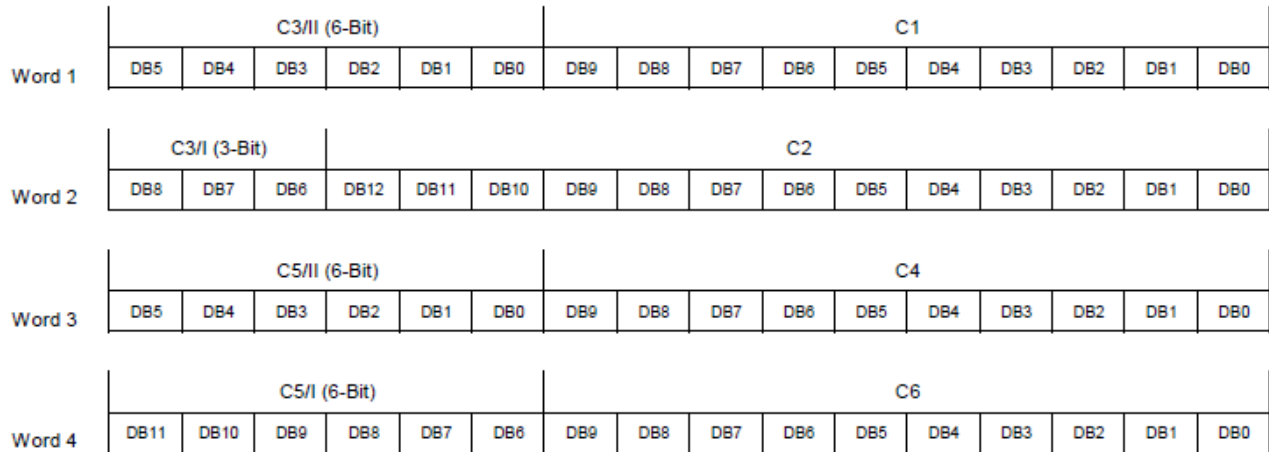 C3/II (6-Bit) C1
Word 1 DB5 DB4 DB3 DB2 DB1 DB0 DB9 DB8 DB7 DB6 DB5 DB4 DB3 DB2 DB1 DB0
C3/I (3-Bit) C2
Word 2 DB8 DB7 DB6 DB12 DB11 DB10 DB9 DB8 DB7 DB6 DB5 DB4 DB3 DB2 DB1 DB0
C5/II (6-Bit) C4
Word 3 DB5 DB4 DB3 DB2 DB1 DB0 DB9 DB8 DB7 DB6 DB5 DB4 DB3 DB2 DB1 DB0
C5/I (6-Bit) C6
Word 4 DB11 DB10 DB9 DB8 DB7 DB6 DB9 DB8 DB7 DB6 DB5 DB4 DB3 DB2 DB1 DB0